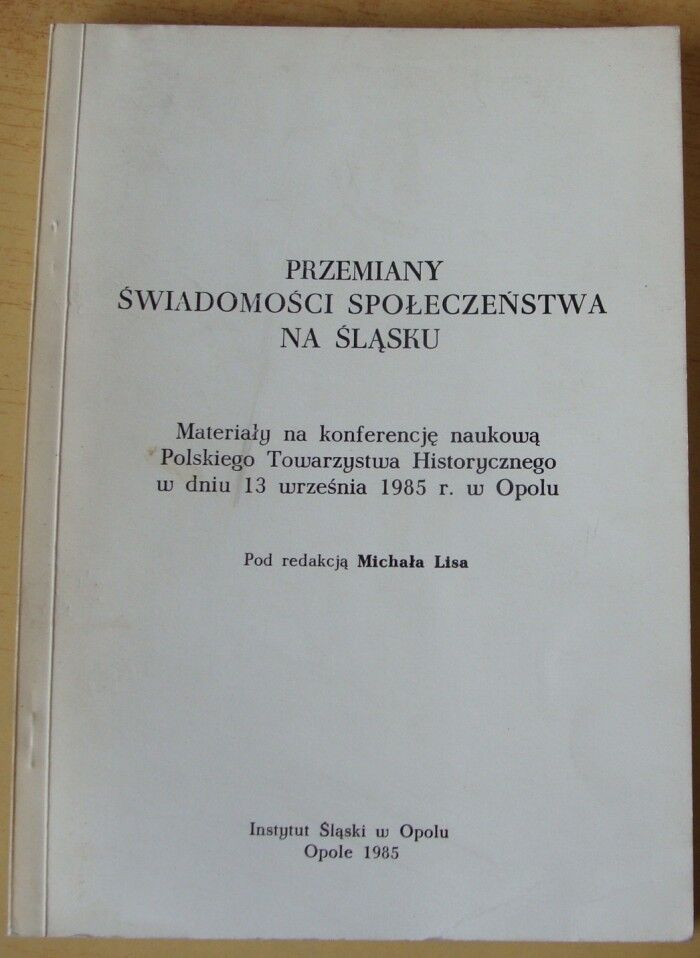 PRZEMIANY
ŚWIADOMOŚCI SPOŁECZEŃSTWA
NA ŚLĄSKU
Materiały na konferencję naukową
Polskiego Towarzystwa Historycznego
w dniu 13 września 1985 r. w Opolu
Pod redakcją Michała Lisa
Instytut Śląski w Opolu
Opole 1985